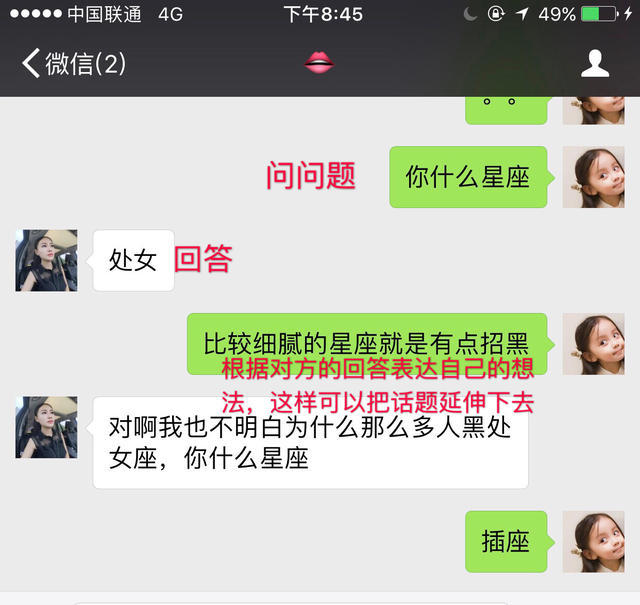 中国联通 4G 下午8:45 49%
微信(2)
。。
问问题
你什么星座
处女
回答
比较细腻的星座就是有点招黑
根据对方的回答表达自己的想
法，这样可以把话题延伸下去
对啊我也不明白为什么那么多人黑处
女座，你什么星座
插座